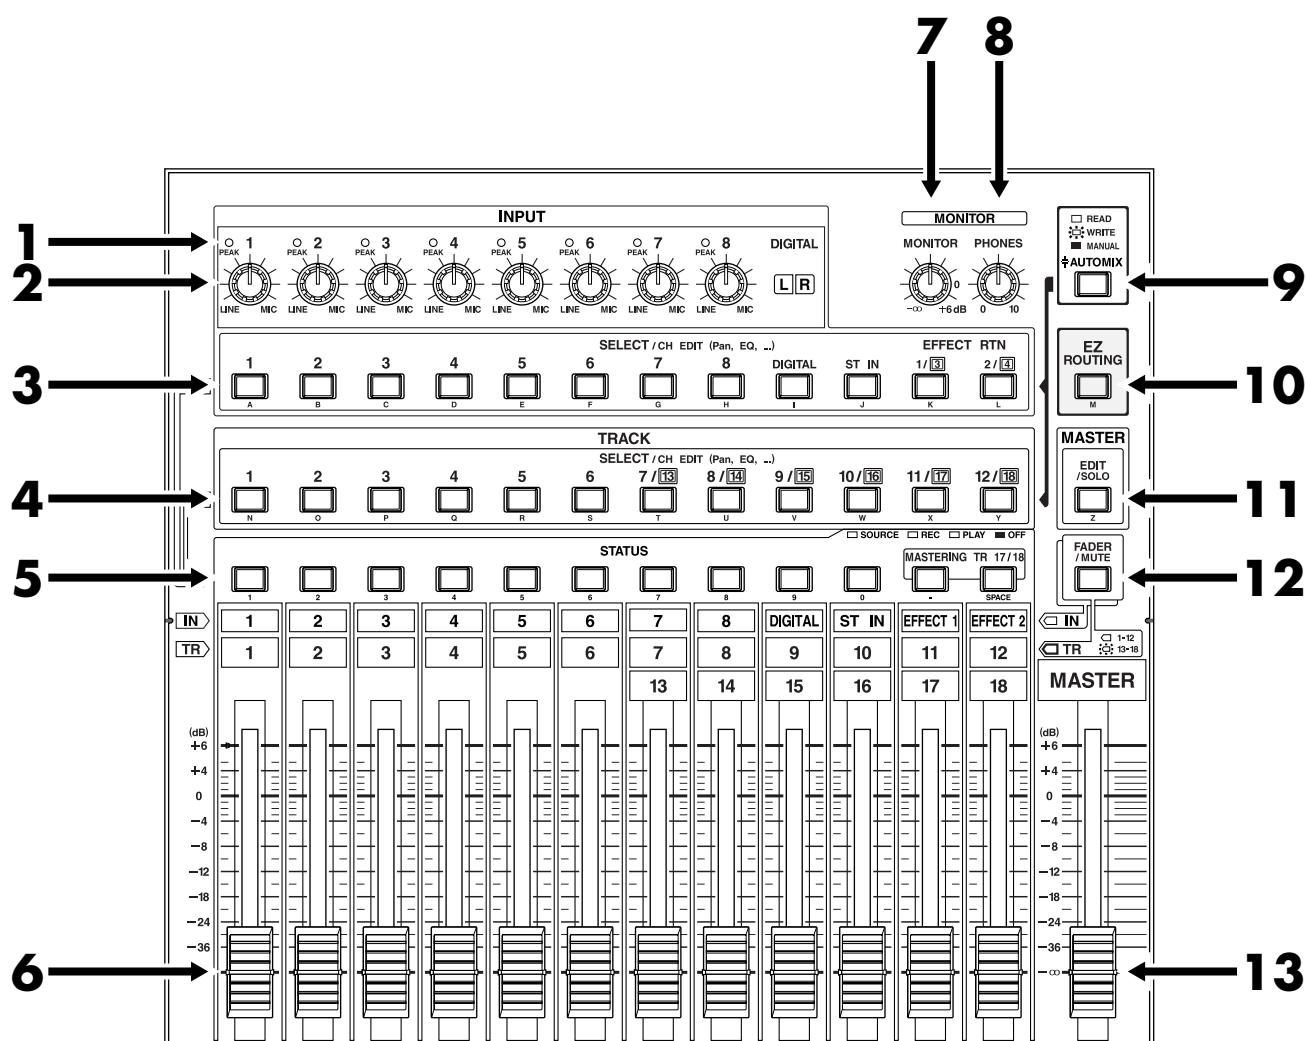 7 8
INPUT
MONITOR
READ
WRITE
MANUAL
1
1 2 3 4 5 6 7 8 DIGITAL
PEAK PEAK PEAK PEAK PEAK PEAK PEAK PEAK
MONITOR PHONES
AUTOMIX
2
L R
0
9
LINE MIC LINE MIC LINE MIC LINE MIC LINE MIC LINE MIC LINE MIC LINE MIC
−∞ +6 dB 0 10
SELECT / CH EDIT (Pan, EQ, ...) EFFECT RTN
EZ
ROUTING
3
1 2 3 4 5 6 7 8 DIGITAL ST IN 1/3 2/4
10
A B C D E F G H I J K L M
TRACK
MASTER
SELECT / CH EDIT (Pan, EQ, ...)
EDIT
/SOLO
4
1 2 3 4 5 6 7/13 8/14 9/15 10/16 11/17 12/18
11
N O P Q R S T U V W X Y Z
SOURCE REC PLAY OFF
STATUS
MASTERING TR 17/18
FADER
/MUTE
5
12
1 2 3 4 5 6 7 8 9 0 - SPACE
IN 1 2 3 4 5 6 7 8 DIGITAL ST IN EFFECT 1 EFFECT 2 IN
TR 1 2 3 4 5 6 7 8 9 10 11 12 TR 1-12
13-18
13 14 15 16 17 18 MASTER
(dB) (dB)
+6 +6
+4 +4
0 0
−4 −4
−8 −8
−12 −12
−18 −18
−24 −24
−36 −36
6 −∞ 13